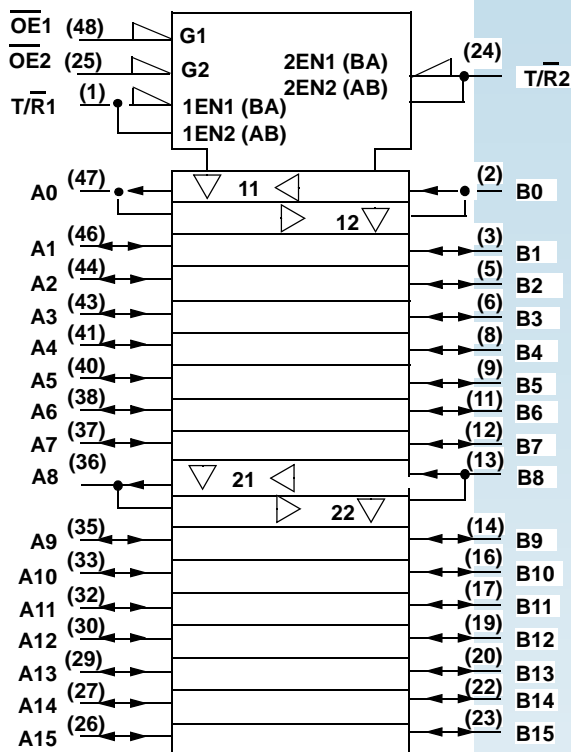 O̅E̅1 (48) G1
O̅E̅2 (25) G2 2EN1 (BA) (24) T/R̅2
2EN2 (AB)
T/R̅1 (1) 1EN1 (BA)
1EN2 (AB)
A0 (47) 11 (2) B0
12
A1 (46) (3) B1
A2 (44) (5) B2
A3 (43) (6) B3
A4 (41) (8) B4
A5 (40) (9) B5
A6 (38) (11) B6
A7 (37) (12) B7
A8 (36) 21 (13) B8
22
A9 (35) (14) B9
A10 (33) (16) B10
A11 (32) (17) B11
A12 (30) (19) B12
A13 (29) (20) B13
A14 (27) (22) B14
A15 (26) (23) B15